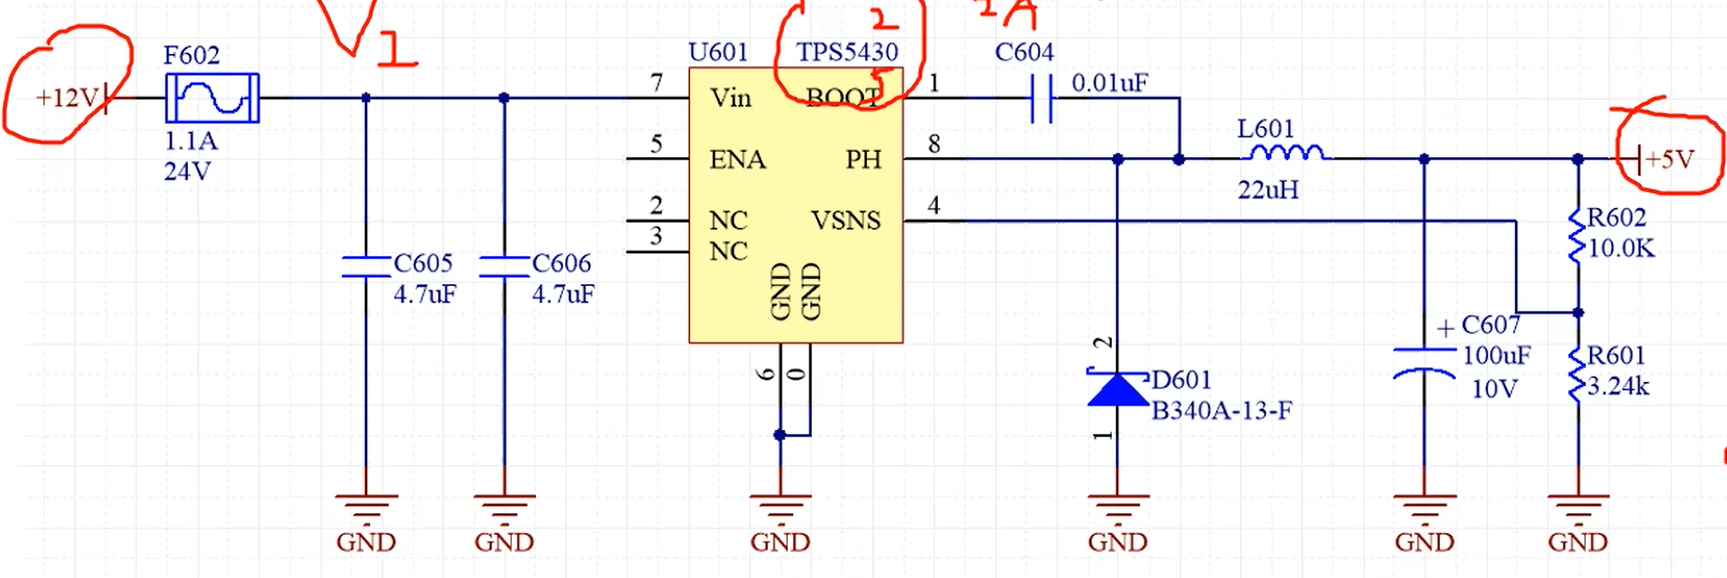 V 1
2
2A
F602
U601 TPS5430
C604
5
+12V
7 Vin BOOT 1
0.01uF
1.1A
24V
5 ENA PH 8
L601
22uH
+5V
2 NC VSNS 4
3 NC
R602
10.0K
C605
4.7uF
C606
4.7uF
GND GND
6 0
2
D601
B340A-13-F
1
+ C607
100uF
10V
R601
3.24k
GND GND GND GND GND GND